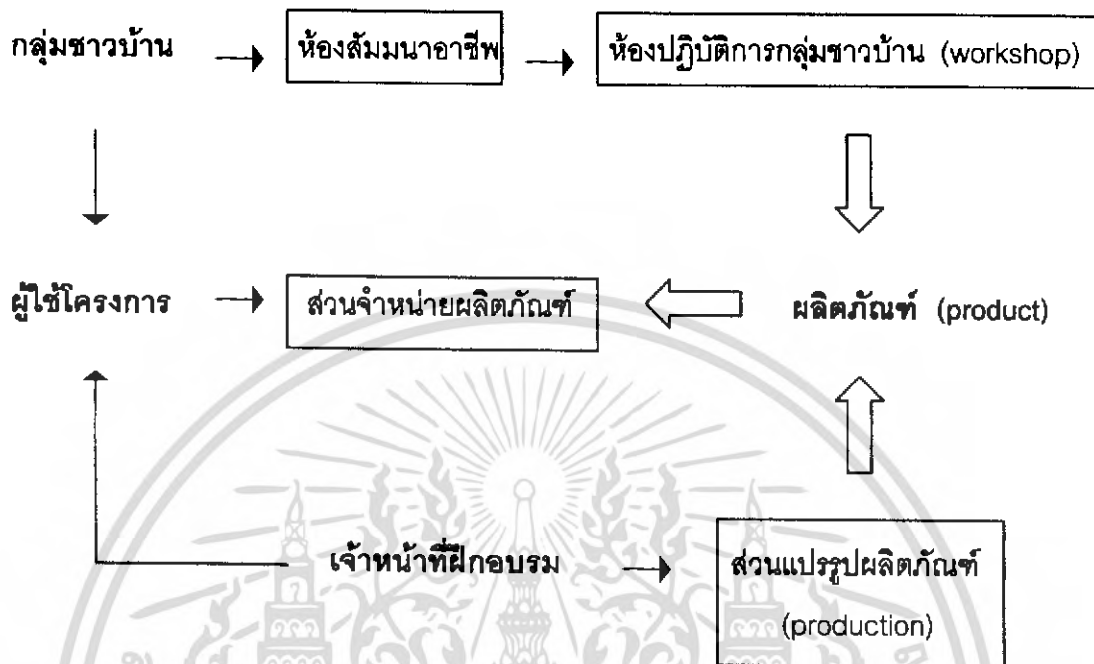 กลุ่มชาวบ้าน
ห้องสัมมนาอาชีพ
ห้องปฏิบัติการกลุ่มชาวบ้าน (workshop)
ผู้ใช้โครงการ
ส่วนจำหน่ายผลิตภัณฑ์
ผลิตภัณฑ์ (product)
เจ้าหน้าที่ฝึกอบรม
ส่วนแปรรูปผลิตภัณฑ์
(production)